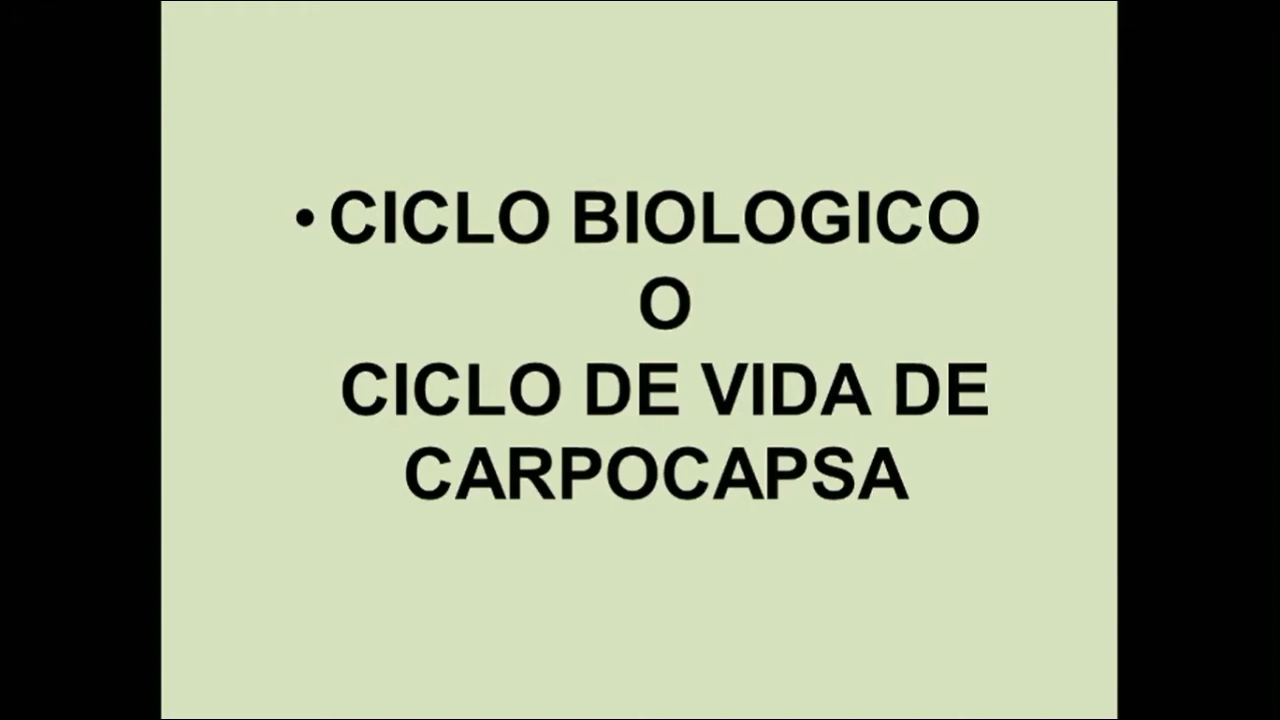 • CICLO BIOLOGICO
O
CICLO DE VIDA DE
CARPOCAPSA